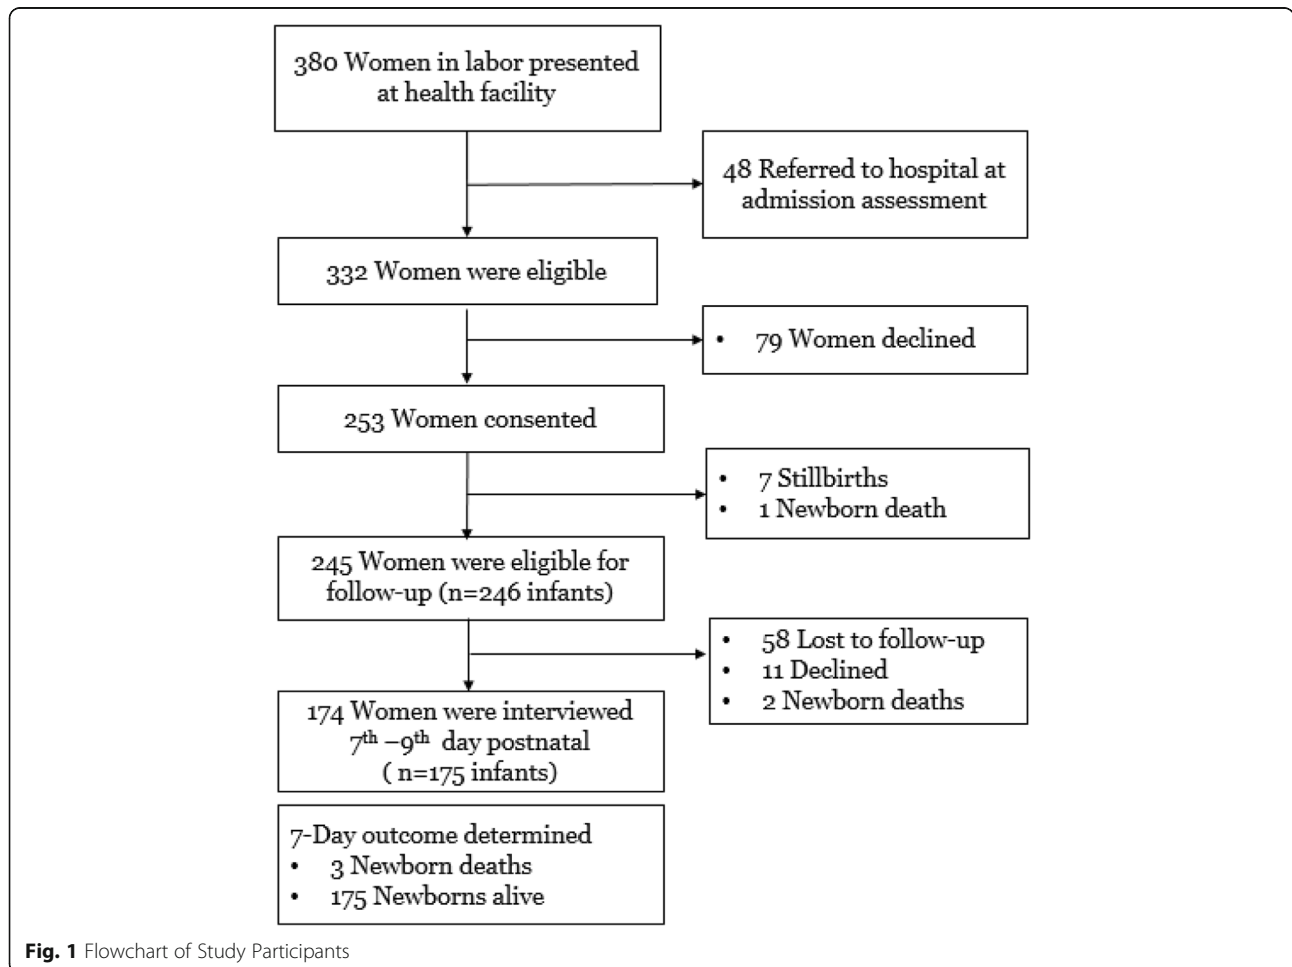 380 Women in labor presented
at health facility
48 Referred to hospital at
admission assessment
332 Women were eligible
• 79 Women declined
253 Women consented
• 7 Stillbirths
• 1 Newborn death
245 Women were eligible for
follow-up (n=246 infants)
• 58 Lost to follow-up
• 11 Declined
• 2 Newborn deaths
174 Women were interviewed
7th –9th day postnatal
( n=175 infants)
7-Day outcome determined
• 3 Newborn deaths
• 175 Newborns alive
Fig. 1 Flowchart of Study Participants